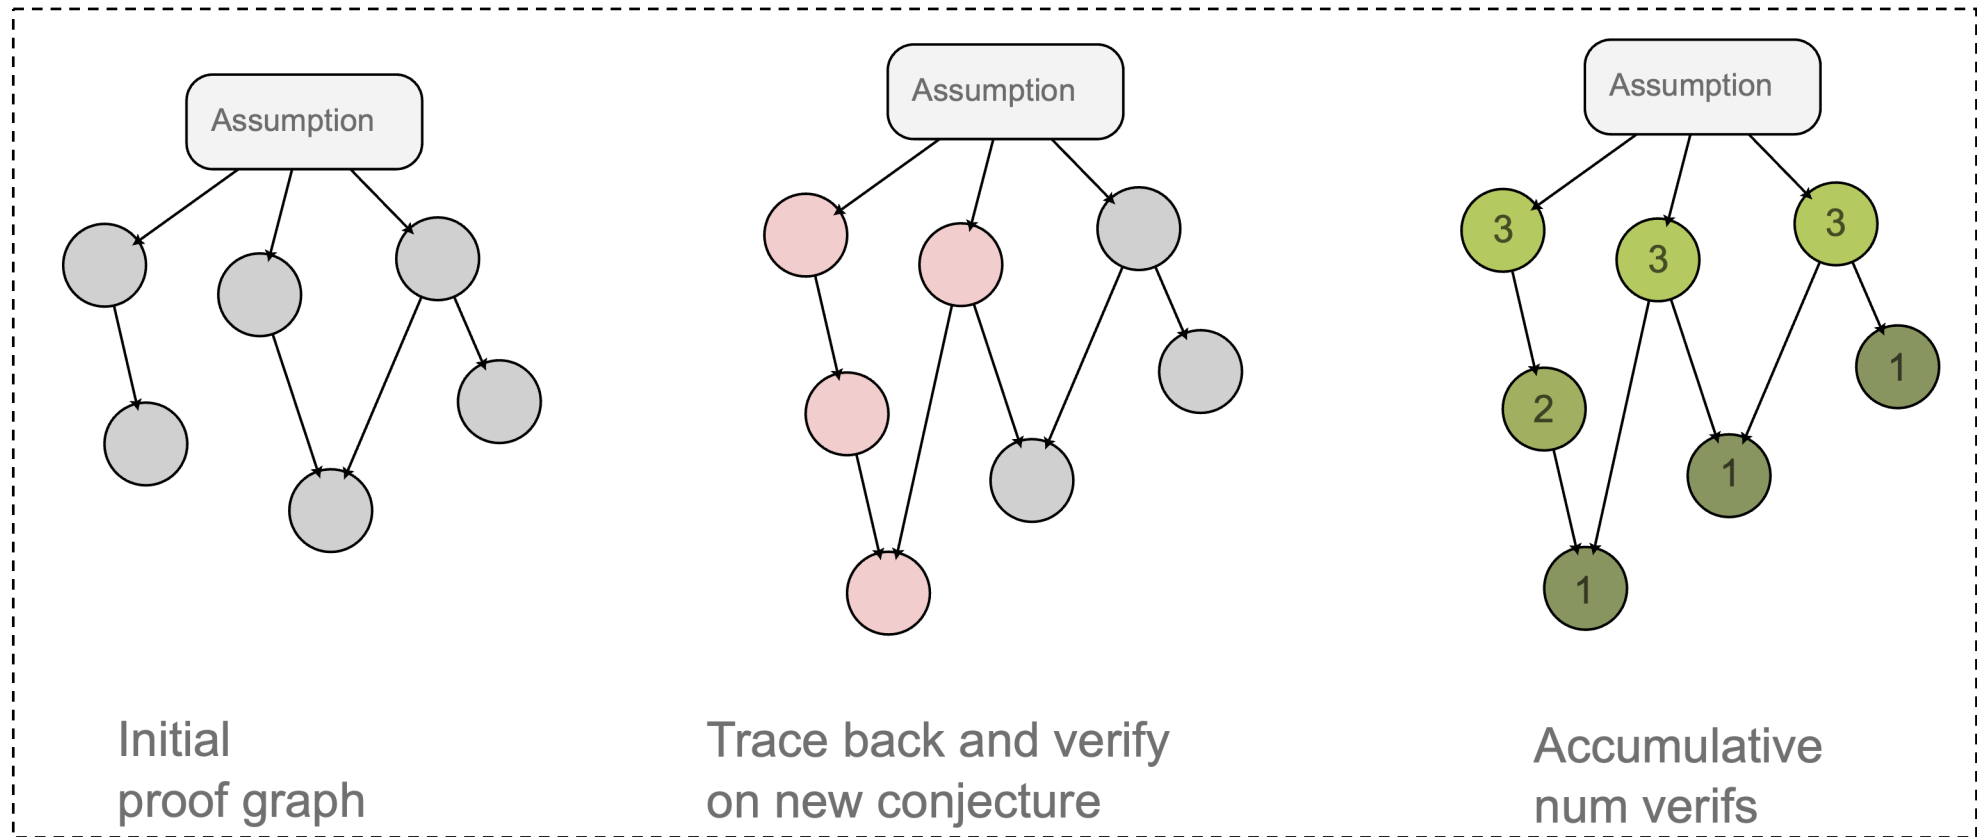 Assumption
Assumption
Assumption
3
3
3
2
1
1
1
Initial
proof graph
Trace back and verify
on new conjecture
Accumulative
num verifs